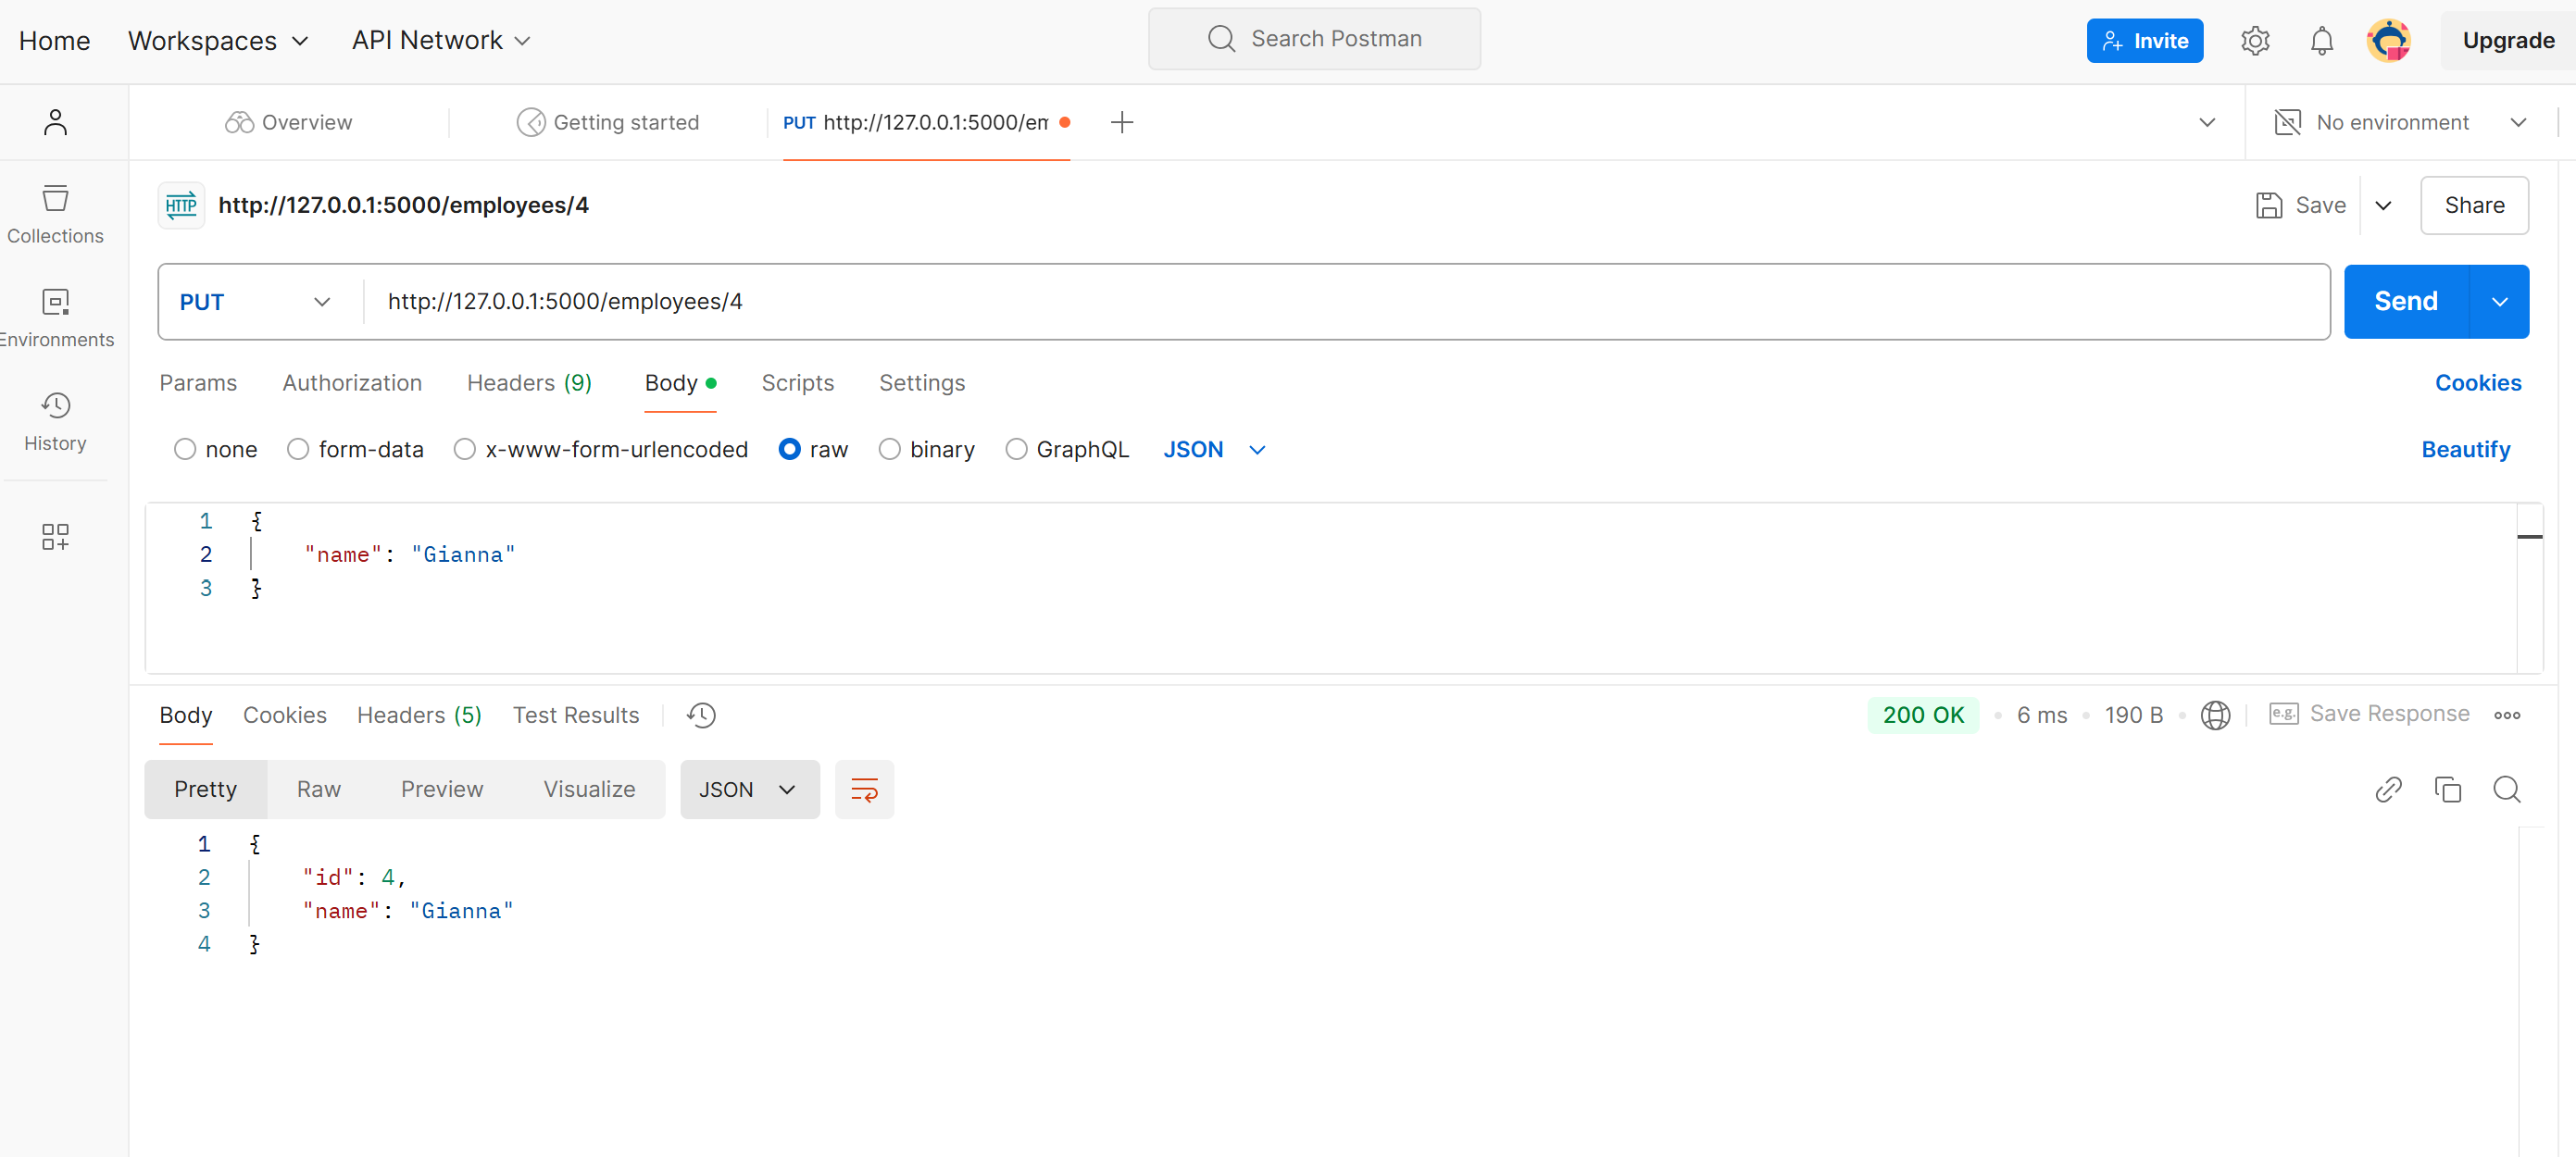 Home Workspaces API Network Search Postman Invite Upgrade
Overview Getting started PUT http://127.0.0.1:5000/em No environment
HTTP http://127.0.0.1:5000/employees/4 Save Share
Collections
PUT http://127.0.0.1:5000/employees/4 Send
Environments
Params Authorization Headers (9) Body Scripts Settings Cookies
History
none form-data x-www-form-urlencoded raw binary GraphQL JSON Beautify
1 {
2 "name": "Gianna"
3 }
Body Cookies Headers (5) Test Results 200 OK 6 ms 190 B e.g. Save Response
Pretty Raw Preview Visualize JSON
1 {
2 "id": 4,
3 "name": "Gianna"
4 }